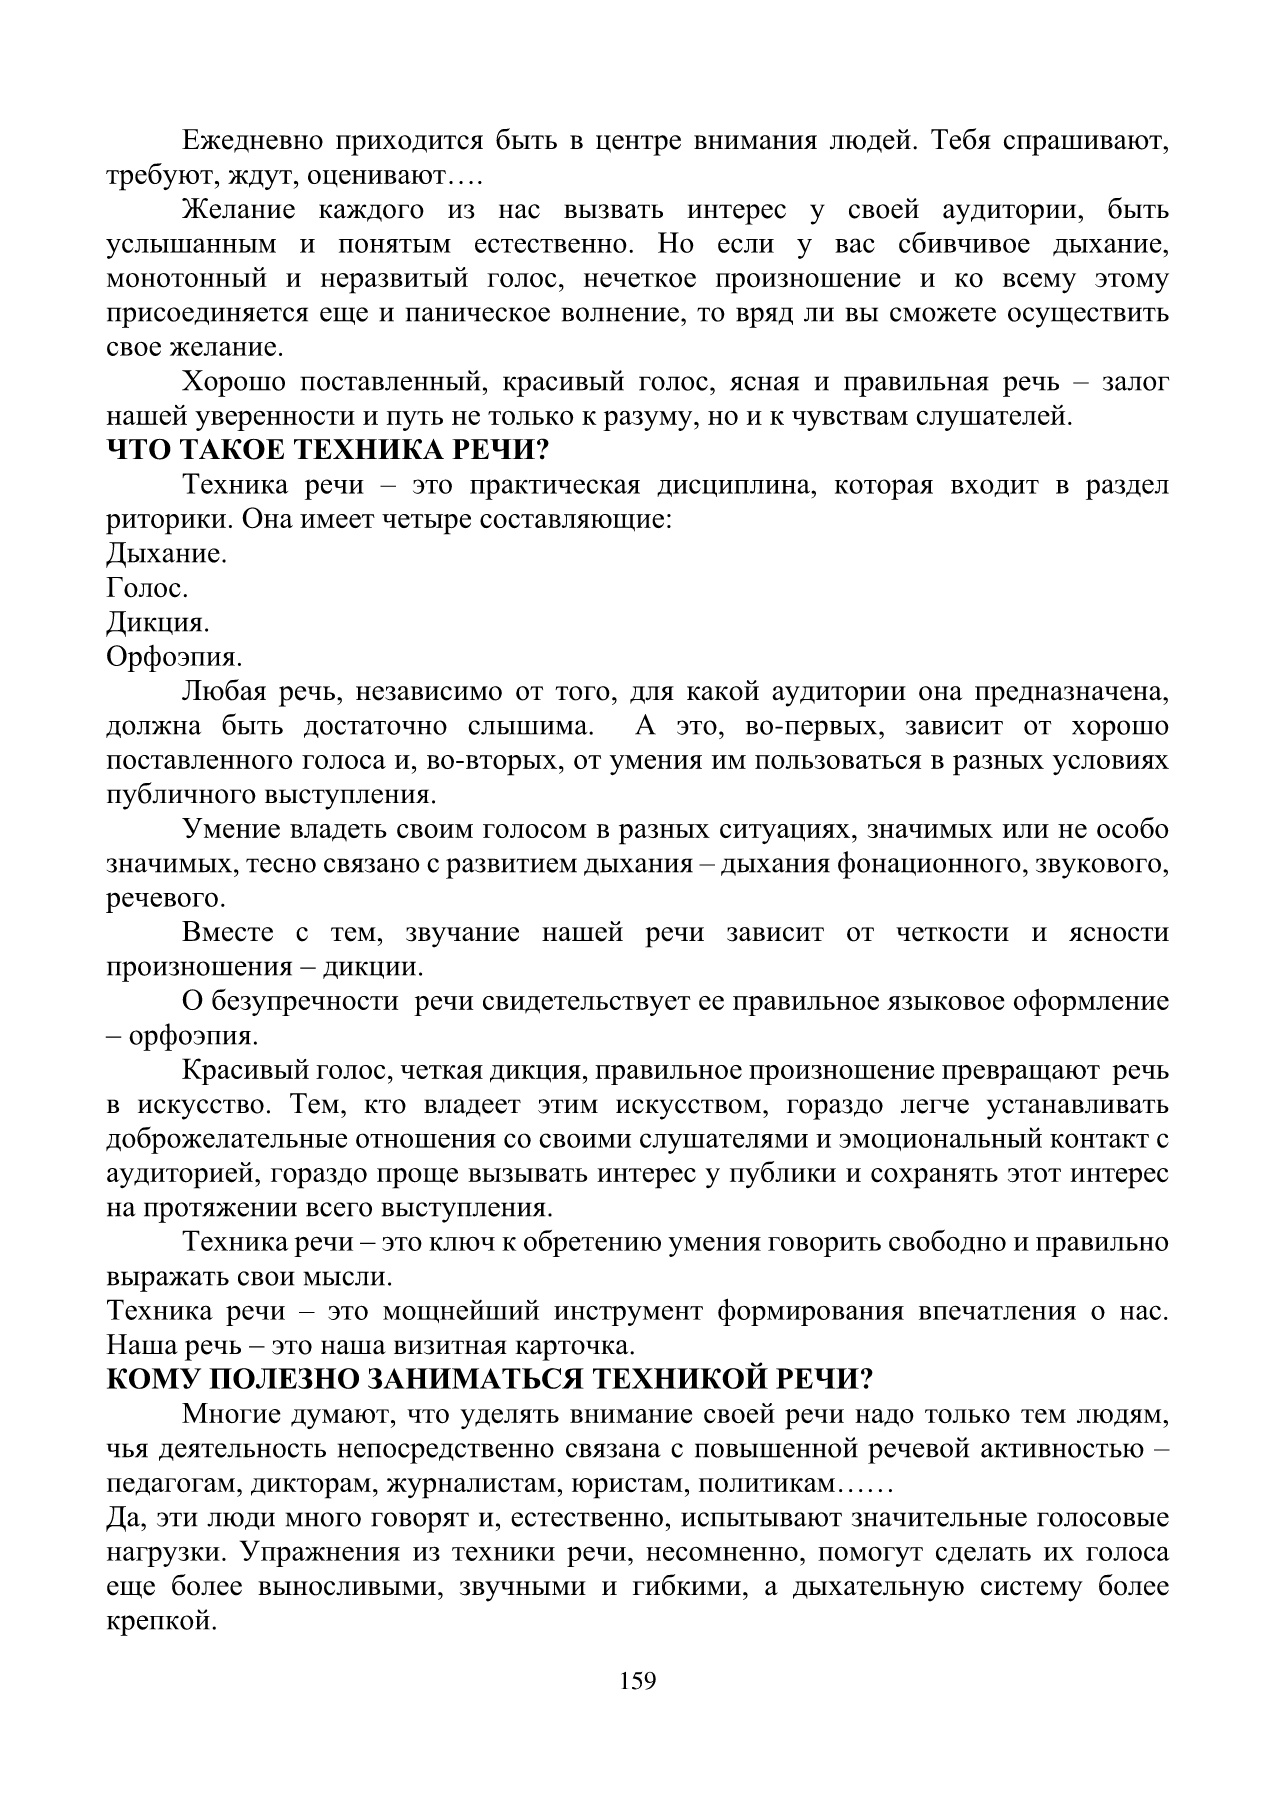 Ежедневно приходится быть в центре внимания людей. Тебя спрашивают,
требуют, ждут, оценивают….
Желание каждого из нас вызвать интерес у своей аудитории, быть
услышанным и понятым естественно. Но если у вас сбивчивое дыхание,
монотонный и неразвитый голос, нечеткое произношение и ко всему этому
присоединяется еще и паническое волнение, то вряд ли вы сможете осуществить
свое желание.
Хорошо поставленный, красивый голос, ясная и правильная речь – залог
нашей уверенности и путь не только к разуму, но и к чувствам слушателей.
ЧТО ТАКОЕ ТЕХНИКА РЕЧИ?
Техника речи – это практическая дисциплина, которая входит в раздел
риторики. Она имеет четыре составляющие:
Дыхание.
Голос.
Дикция.
Орфоэпия.
Любая речь, независимо от того, для какой аудитории она предназначена,
должна быть достаточно слышима.  А это, во-первых, зависит от хорошо
поставленного голоса и, во-вторых, от умения им пользоваться в разных условиях
публичного выступления.
Умение владеть своим голосом в разных ситуациях, значимых или не особо
значимых, тесно связано с развитием дыхания – дыхания фонационного, звукового,
речевого.
Вместе с тем, звучание нашей речи зависит от четкости и ясности
произношения – дикции.
О безупречности  речи свидетельствует ее правильное языковое оформление
– орфоэпия.
Красивый голос, четкая дикция, правильное произношение превращают  речь
в искусство. Тем, кто владеет этим искусством, гораздо легче устанавливать
доброжелательные отношения со своими слушателями и эмоциональный контакт с
аудиторией, гораздо проще вызывать интерес у публики и сохранять этот интерес
на протяжении всего выступления.
Техника речи – это ключ к обретению умения говорить свободно и правильно
выражать свои мысли.
Техника речи – это мощнейший инструмент формирования впечатления о нас.
Наша речь – это наша визитная карточка.
КОМУ ПОЛЕЗНО ЗАНИМАТЬСЯ ТЕХНИКОЙ РЕЧИ?
Многие думают, что уделять внимание своей речи надо только тем людям,
чья деятельность непосредственно связана с повышенной речевой активностью –
педагогам, дикторам, журналистам, юристам, политикам……
Да, эти люди много говорят и, естественно, испытывают значительные голосовые
нагрузки. Упражнения из техники речи, несомненно, помогут сделать их голоса
еще более выносливыми, звучными и гибкими, а дыхательную систему более
крепкой.
159